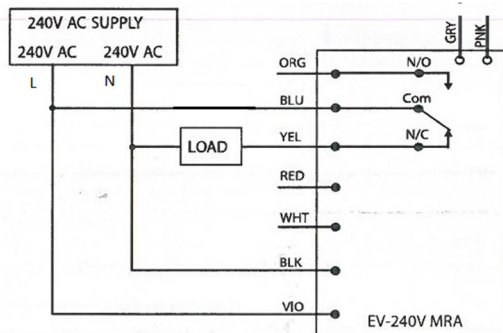 240V AC SUPPLY
240V AC 240V AC
L N
GRY
PNK
ORG N/O
BLU Com
LOAD YEL N/C
RED
WHT
BLK
VIO
EV-240V MRA